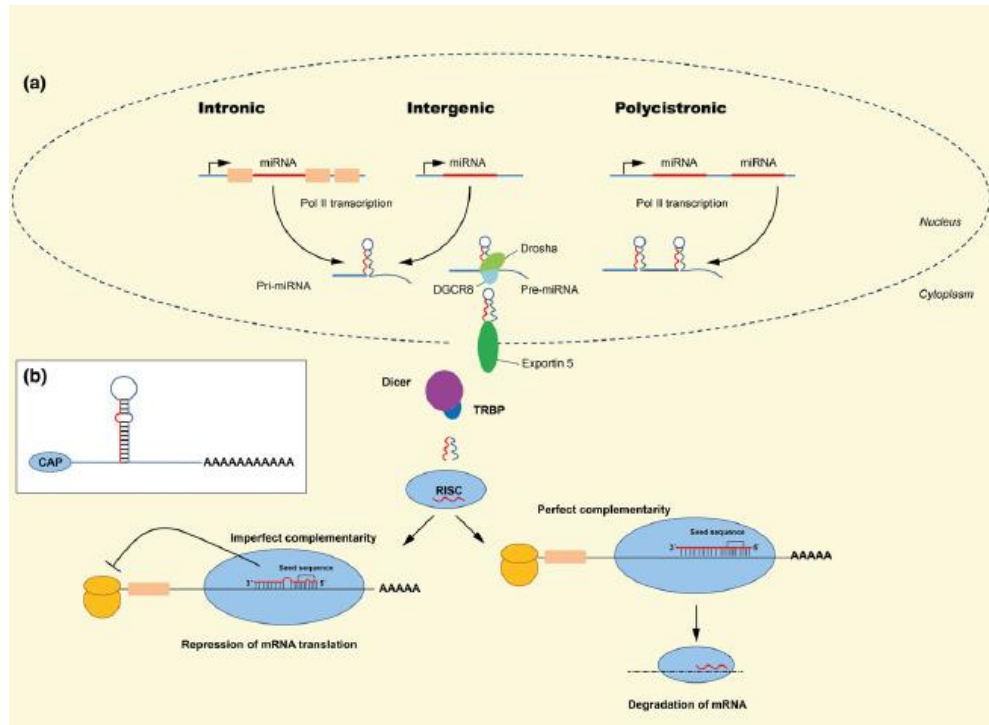 (a)
Intronic
Intergenic
Polycistronic
miRNA
miRNA
miRNA
miRNA
Pol II transcription
Pol II transcription
Nucleus
Drosha
Pri-miRNA
DGCR8
Pre-miRNA
Cytoplasm
Exportin 5
(b)
Dicer
TRBP
CAP
AAAAAAAAAAA
RISC
Perfect complementarity
Imperfect complementarity
Seed sequence
3´
5´
AAAAA
Seed sequence
3´
5´
AAAAA
Repression of mRNA translation
Degradation of mRNA